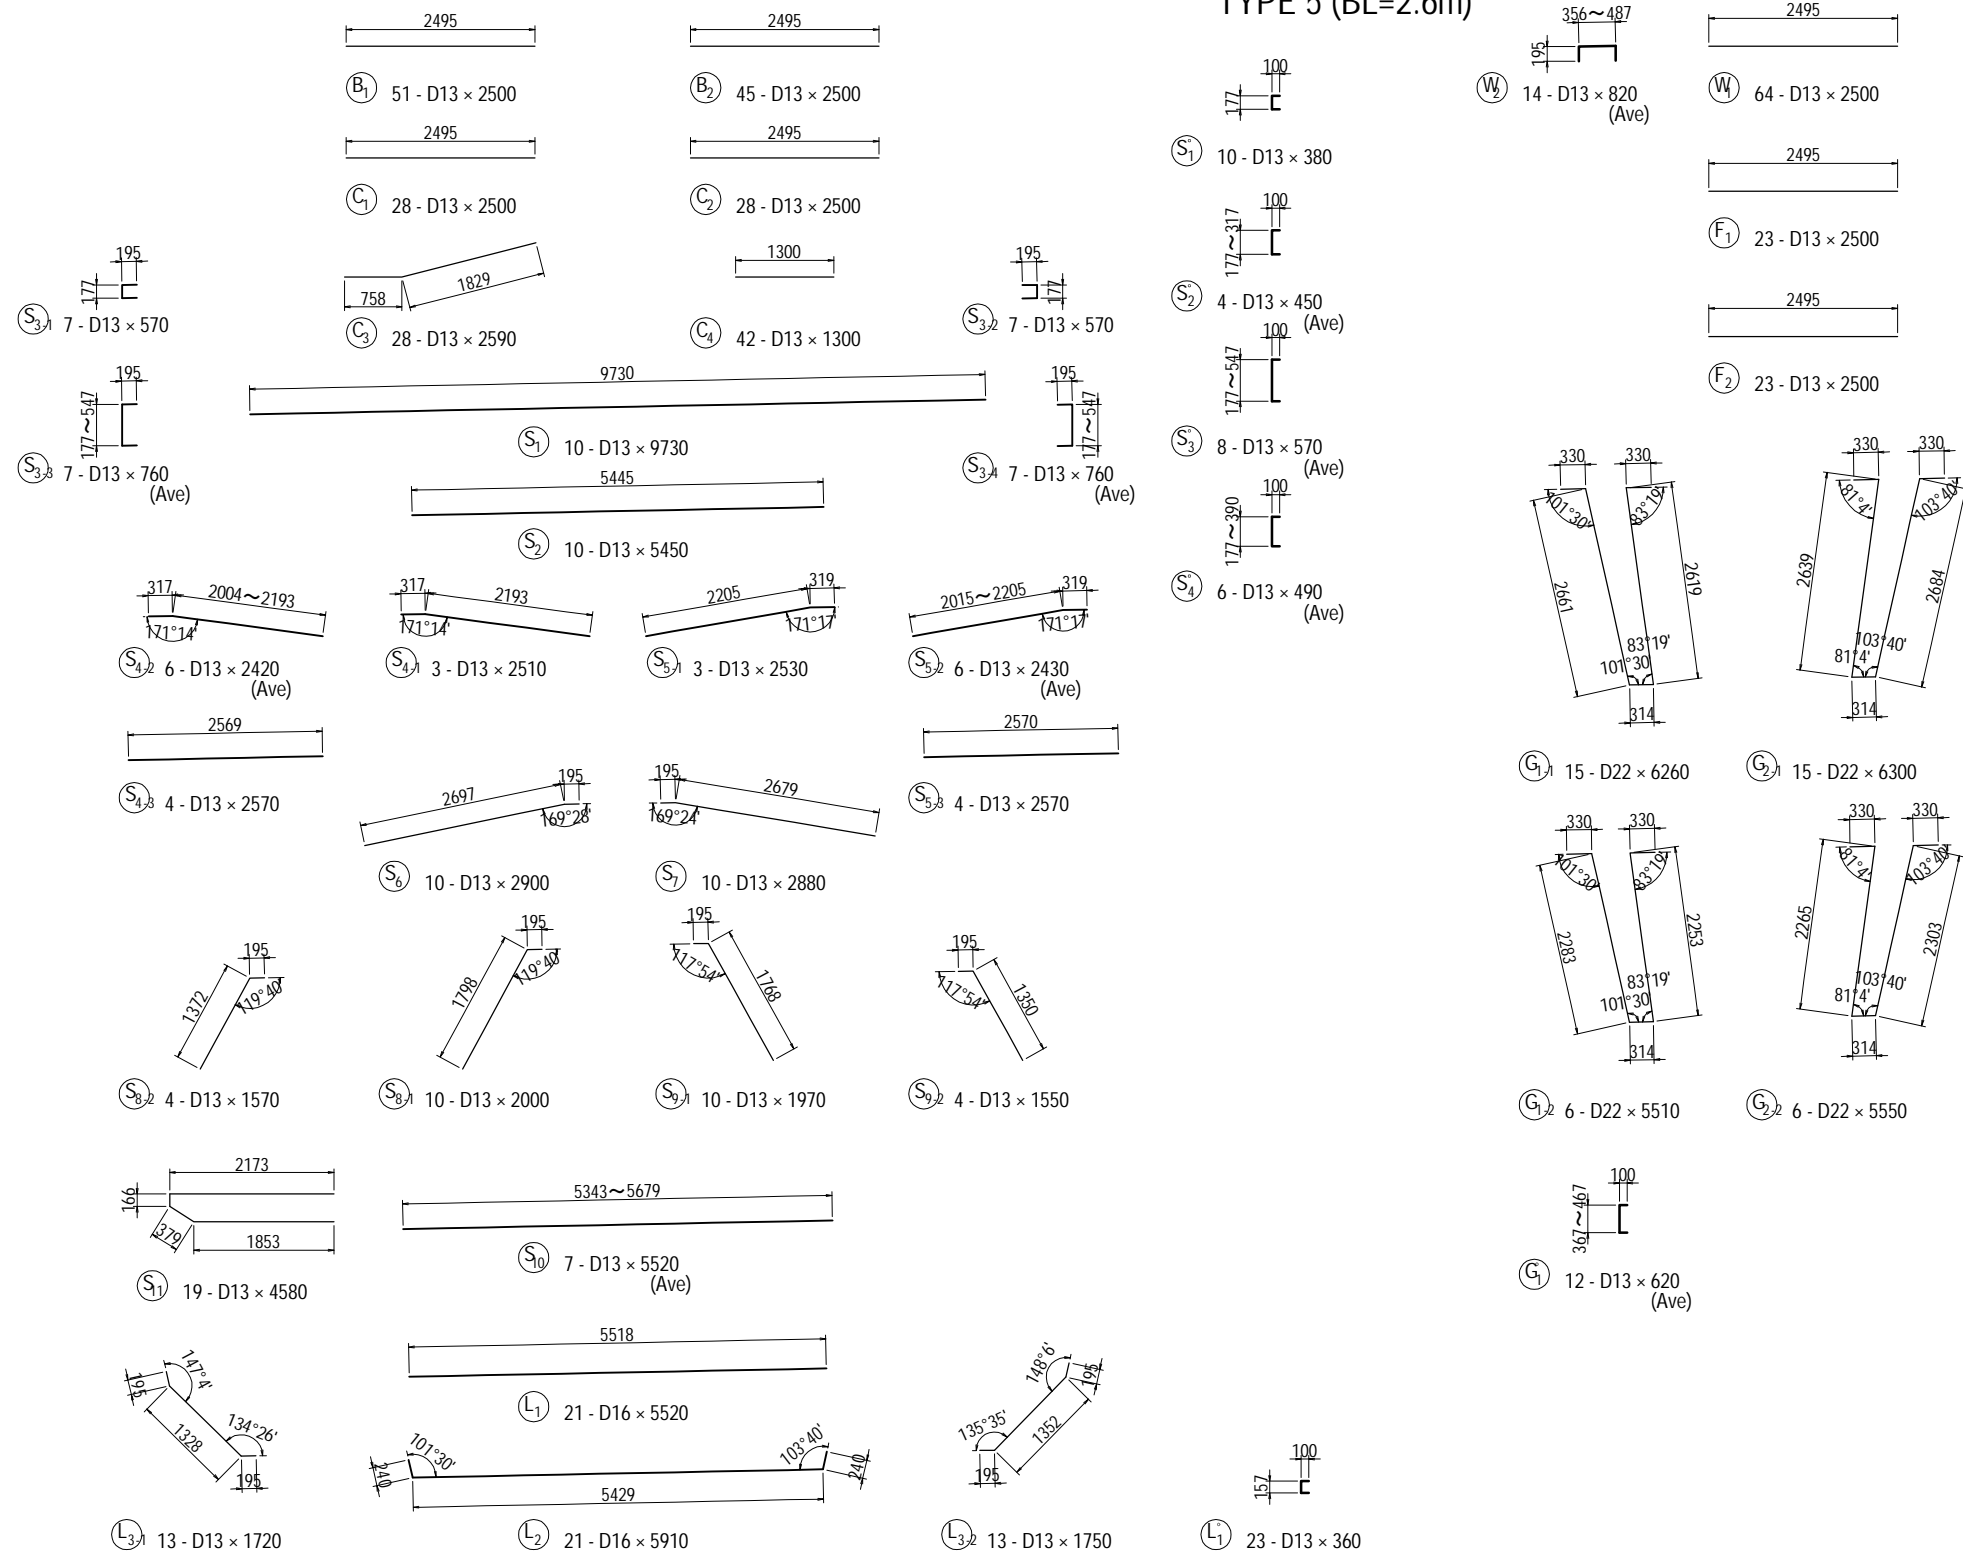 TYPE 5 (BL=2.6m)
2495
B1 51 - D13 × 2500
2495
B2 45 - D13 × 2500
2495
C1 28 - D13 × 2500
2495
C2 28 - D13 × 2500
195
177
S3-1 7 - D13 × 570
758
1829
C3 28 - D13 × 2590
1300
C4 42 - D13 × 1300
195
177
S3-2 7 - D13 × 570
195
177～547
S3-3 7 - D13 × 760
(Ave)
9730
S1 10 - D13 × 9730
195
177～547
S3-4 7 - D13 × 760
(Ave)
5445
S2 10 - D13 × 5450
317
2004～2193
171°14'
S4-2 6 - D13 × 2420
(Ave)
317
2193
171°14'
S4-1 3 - D13 × 2510
2205
319
171°17'
S5-1 3 - D13 × 2530
2015～2205
319
171°17'
S5-2 6 - D13 × 2430
(Ave)
2569
S4-3 4 - D13 × 2570
2570
S5-3 4 - D13 × 2570
2697
195
169°28'
S6 10 - D13 × 2900
195
2679
169°24'
S7 10 - D13 × 2880
195
1372
119°40'
S8-2 4 - D13 × 1570
195
1798
119°40'
S8-1 10 - D13 × 2000
195
117°54'
1768
S9-1 10 - D13 × 1970
195
117°54'
1350
S9-2 4 - D13 × 1550
2173
166
379
1853
S11 19 - D13 × 4580
5343～5679
S10 7 - D13 × 5520
(Ave)
5518
L1 21 - D16 × 5520
147°4'
195
1328
134°26'
195
L3-1 13 - D13 × 1720
101°30'
240
103°40'
240
5429
L2 21 - D16 × 5910
148°6'
195
135°35'
1352
195
L3-2 13 - D13 × 1750
100
157
L°1 23 - D13 × 360
100
177
S°1 10 - D13 × 380
100
177～317
S°2 4 - D13 × 450
(Ave)
100
177～547
S°3 8 - D13 × 570
(Ave)
100
177～390
S°4 6 - D13 × 490
(Ave)
356～487
195
W2 14 - D13 × 820
(Ave)
2495
W1 64 - D13 × 2500
2495
F1 23 - D13 × 2500
2495
F2 23 - D13 × 2500
330
330
101°30'
83°19'
2661
2619
83°19'
101°30'
314
G1-1 15 - D22 × 6260
330
330
81°4'
103°40'
2639
2684
103°40'
81°4'
314
G2-1 15 - D22 × 6300
330
330
101°30'
83°19'
2283
2253
83°19'
101°30'
314
G1-2 6 - D22 × 5510
330
330
81°4'
103°40'
2265
2303
103°40'
81°4'
314
G2-2 6 - D22 × 5550
100
367～467
G°1 12 - D13 × 620
(Ave)